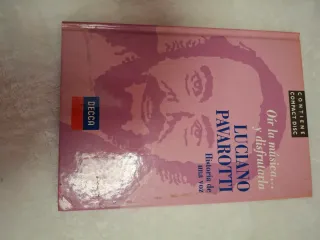 CONTIENE
COMPACT DISC
Oír la música...
y disfrutarla
LUCIANO
PAVAROTTI
Historia de
una voz
DECCA